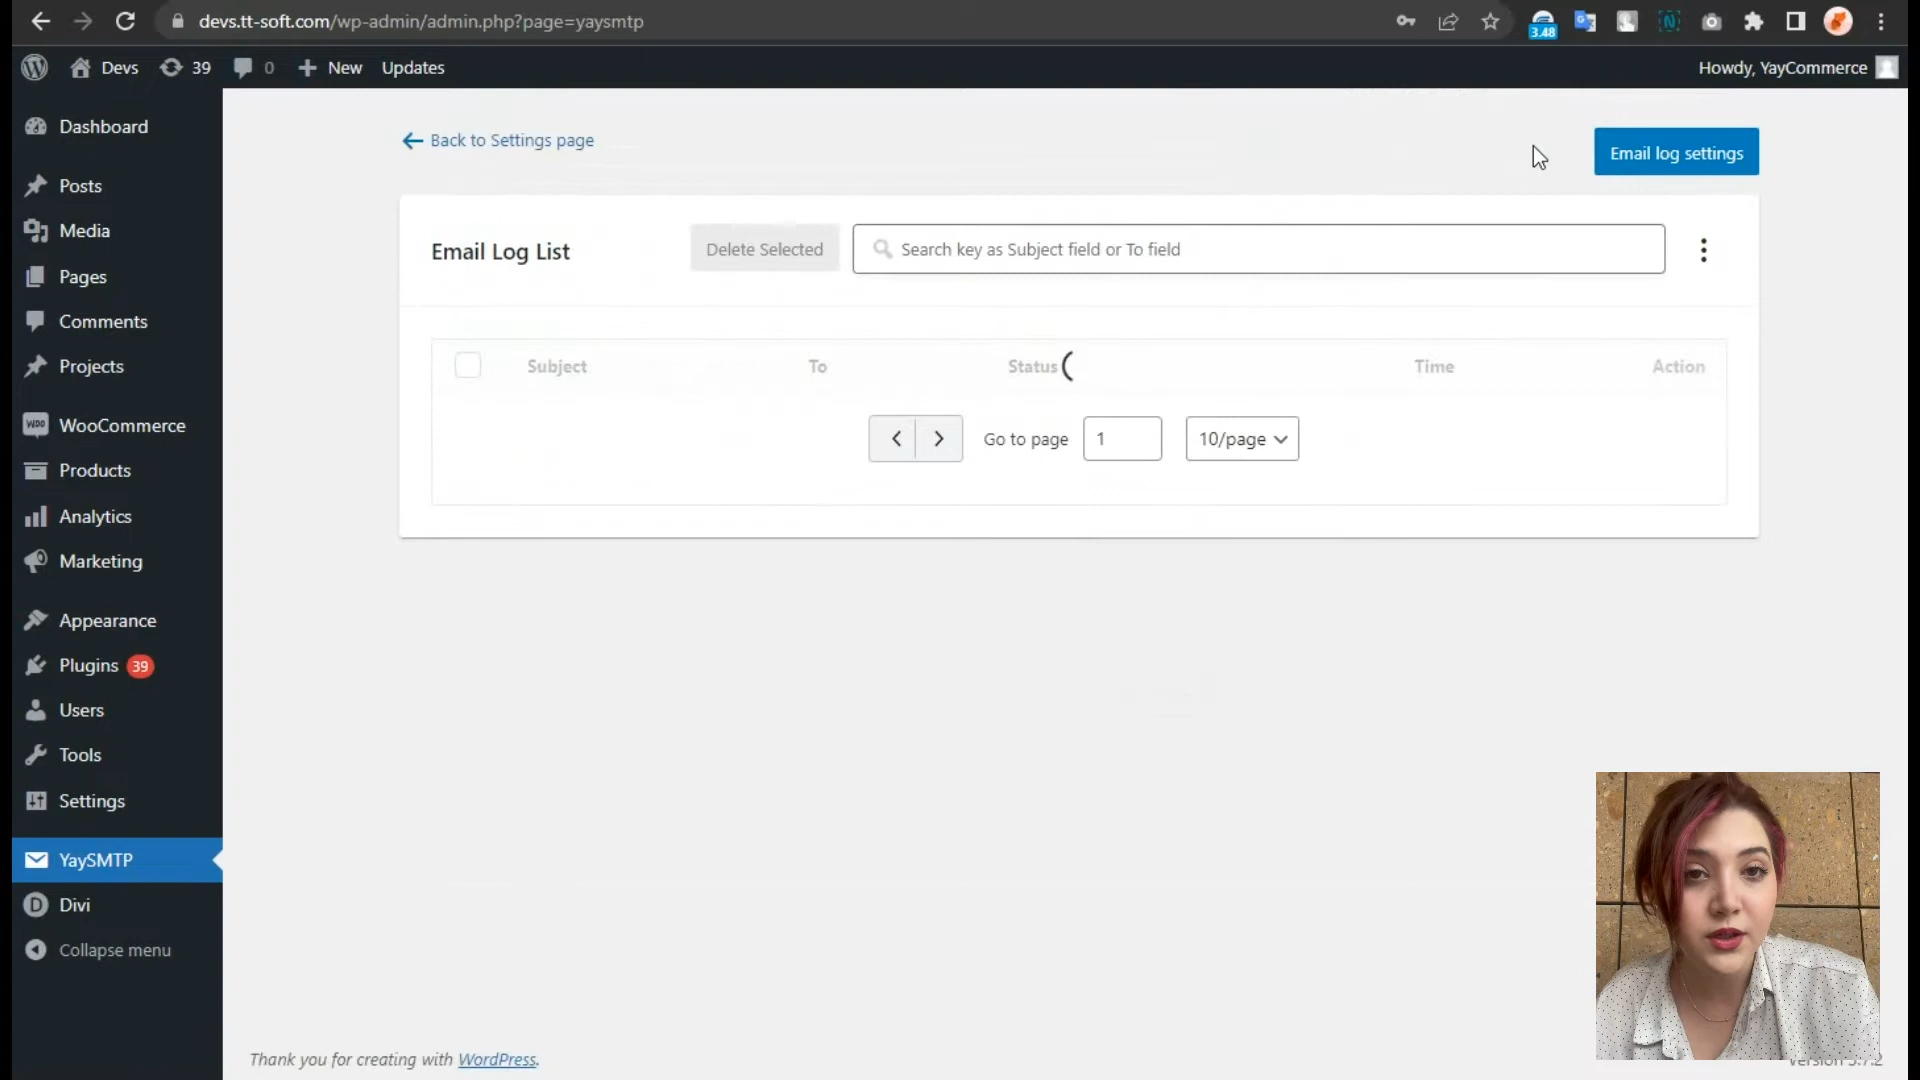 devs.tt-soft.com/wp-admin/admin.php?page=yaysmtp
3.48
Devs
39
0
New
Updates
Howdy, YayCommerce
Dashboard
Posts
Media
Pages
Comments
Projects
WooCommerce
Products
Analytics
Marketing
Appearance
Plugins 39
Users
Tools
Settings
YaySMTP
Divi
Collapse menu
Back to Settings page
Email log settings
Email Log List
Delete Selected
Search key as Subject field or To field
Subject
To
Status
Time
Action
Go to page
1
10/page
Thank you for creating with WordPress.